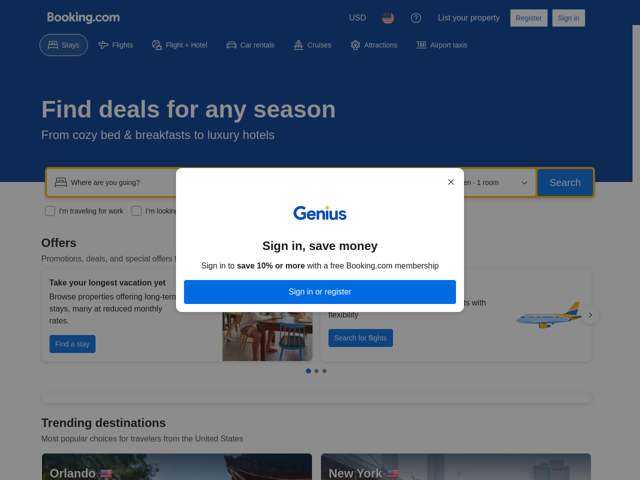 Booking.com
USD
List your property
Register
Sign in
Stays
Flights
Flight + Hotel
Car rentals
Cruises
Attractions
Airport taxis
Find deals for any season
From cozy bed & breakfasts to luxury hotels
Where are you going?
· 1 room
Search
I'm traveling for work
I'm looking
Genius
Sign in, save money
Sign in to save 10% or more with a free Booking.com membership
Sign in or register
Offers
Promotions, deals, and special offers
Take your longest vacation yet
Browse properties offering long-term
stays, many at reduced monthly
rates.
Find a stay
with
flexibility
Search for flights
Trending destinations
Most popular choices for travelers from the United States
Orlando
New York